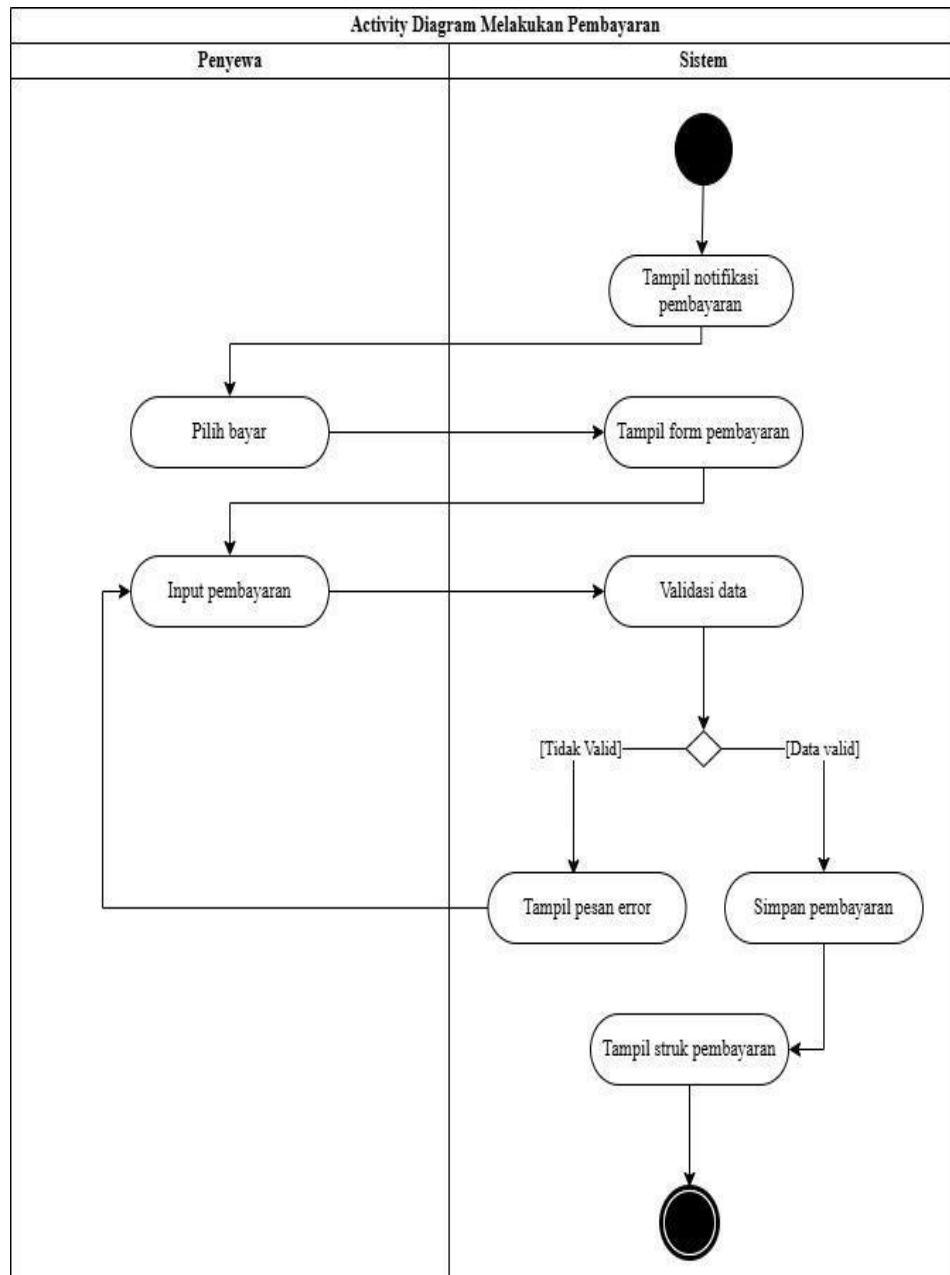 Activity Diagram Melakukan Pembayaran
Penyewa
Sistem
Tampil notifikasi
pembayaran
Pilih bayar
Tampil form pembayaran
Input pembayaran
Validasi data
[Tidak Valid]
[Data valid]
Tampil pesan error
Simpan pembayaran
Tampil struk pembayaran